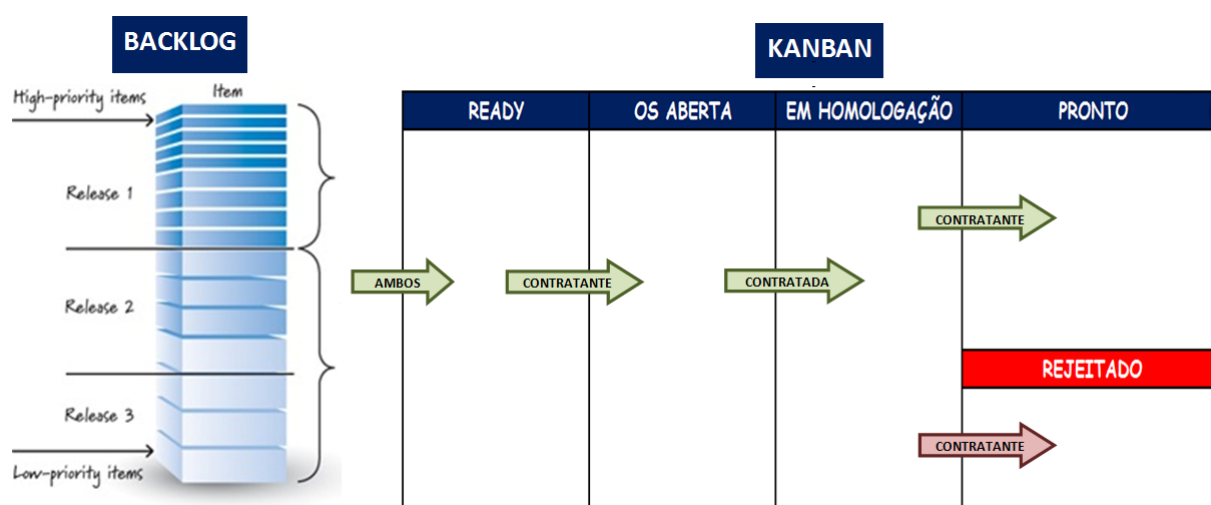 BACKLOG
High-priority items
Item
Release 1
Release 2
Release 3
Low-priority items
KANBAN
READY
OS ABERTA
EM HOMOLOGAÇÃO
PRONTO
AMBOS
CONTRATANTE
CONTRATADA
CONTRATANTE
REJEITADO
CONTRATANTE